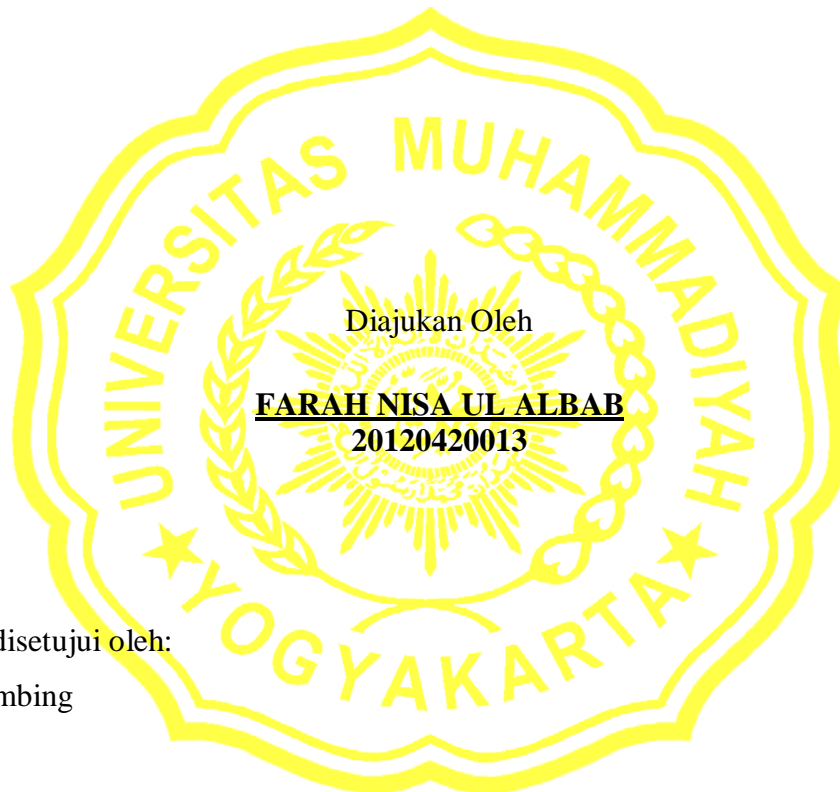 UNIVERSITAS MUHAMMADIYAH
YOGYAKARTA
Diajukan Oleh
FARAH NISA UL ALBAB
20120420013
disetujui oleh:
mbing